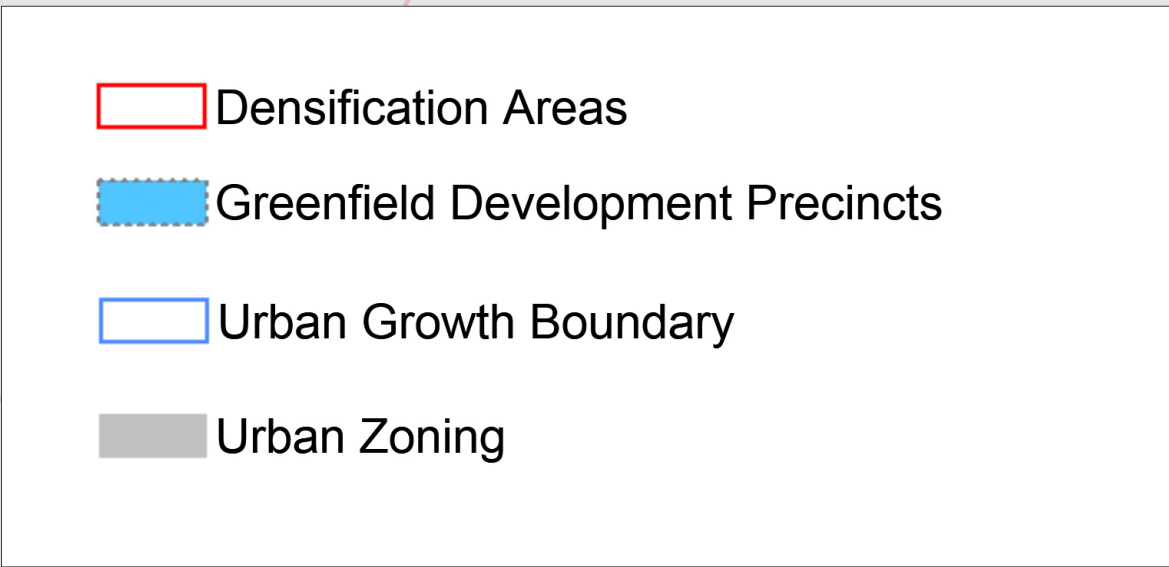 Densification Areas
Greenfield Development Precincts
Urban Growth Boundary
Urban Zoning